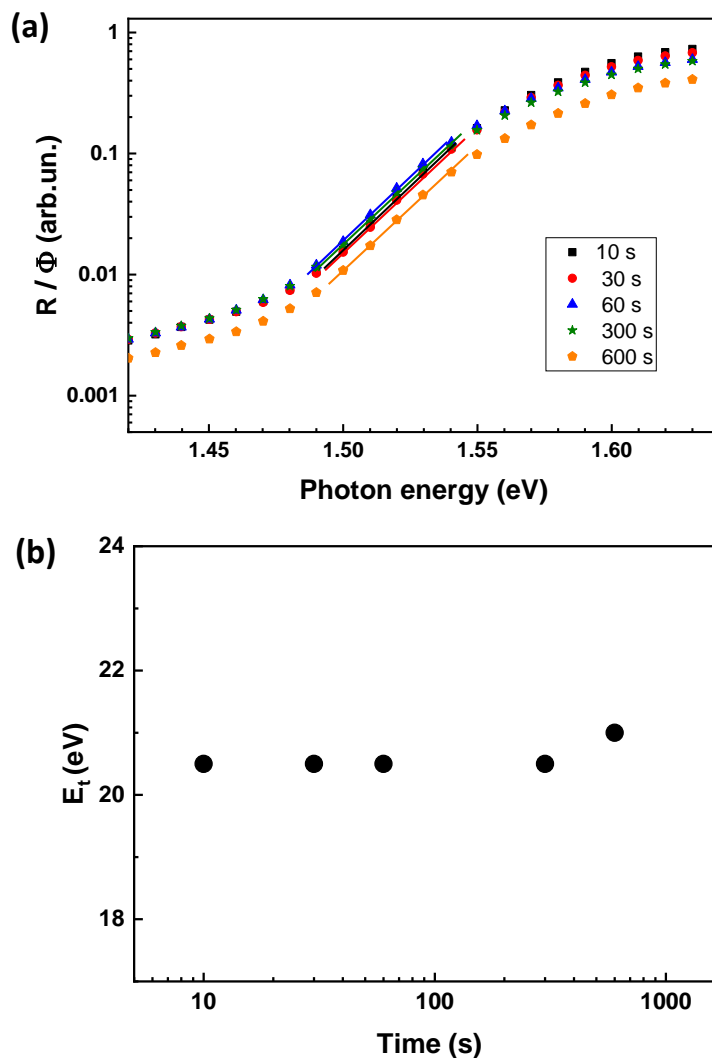 (a)
1
0.1
0.01
0.001
R / Φ (arb.un.)
10 s
30 s
60 s
300 s
600 s
1.45
1.50
1.55
1.60
Photon energy (eV)
(b)
24
22
20
18
E_t (eV)
10
100
1000
Time (s)